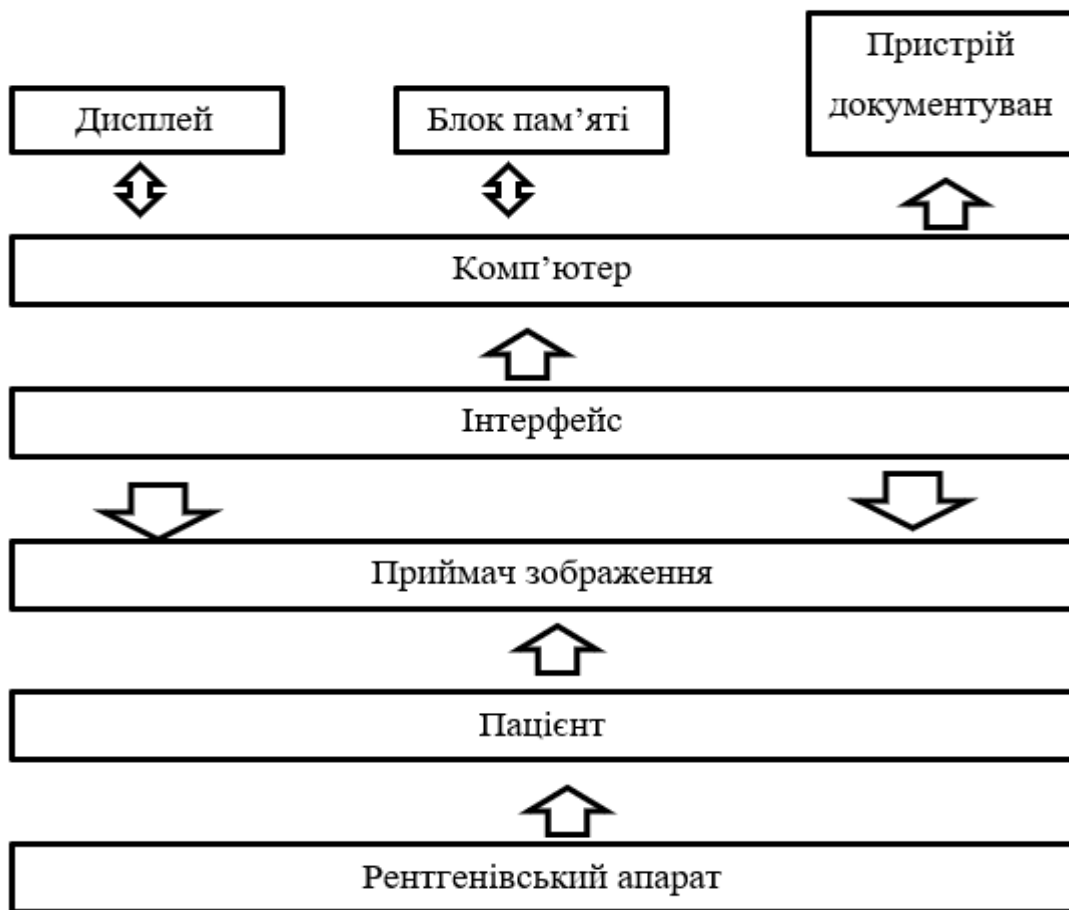 Пристрій
документуван
Дисплей
Блок пам’яті
Комп’ютер
Інтерфейс
Приймач зображення
Пацієнт
Рентгенівський апарат